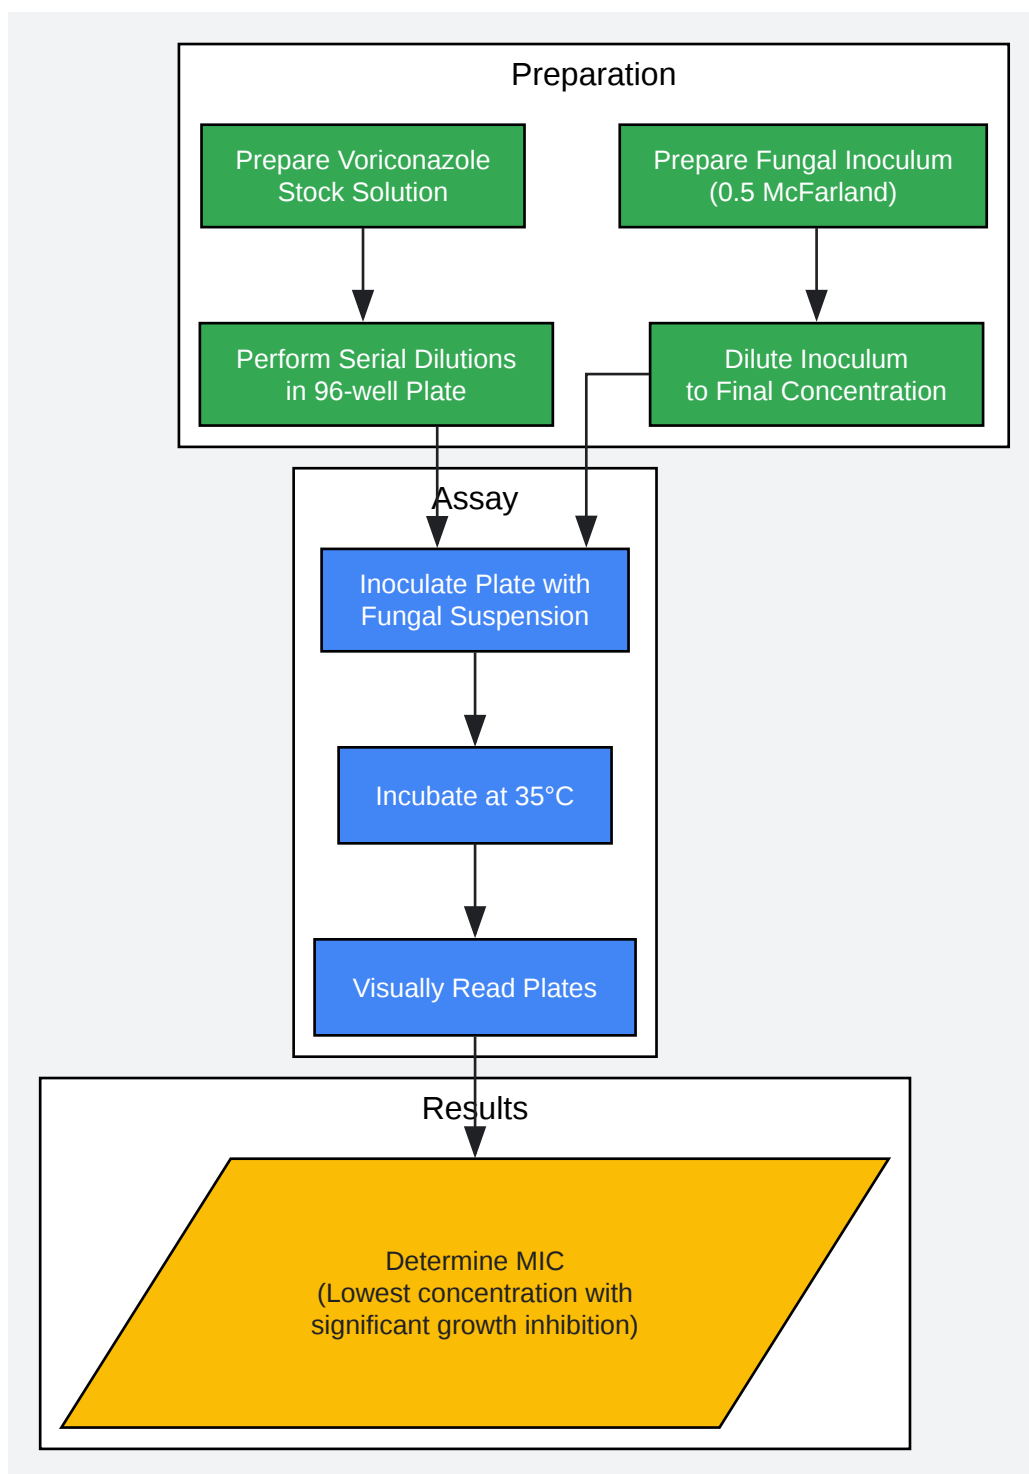 Preparation
Prepare Voriconazole
Stock Solution
Prepare Fungal Inoculum
(0.5 McFarland)
Perform Serial Dilutions
in 96-well Plate
Dilute Inoculum
to Final Concentration
Assay
Inoculate Plate with
Fungal Suspension
Incubate at 35°C
Visually Read Plates
Results
Determine MIC
(Lowest concentration with
significant growth inhibition)